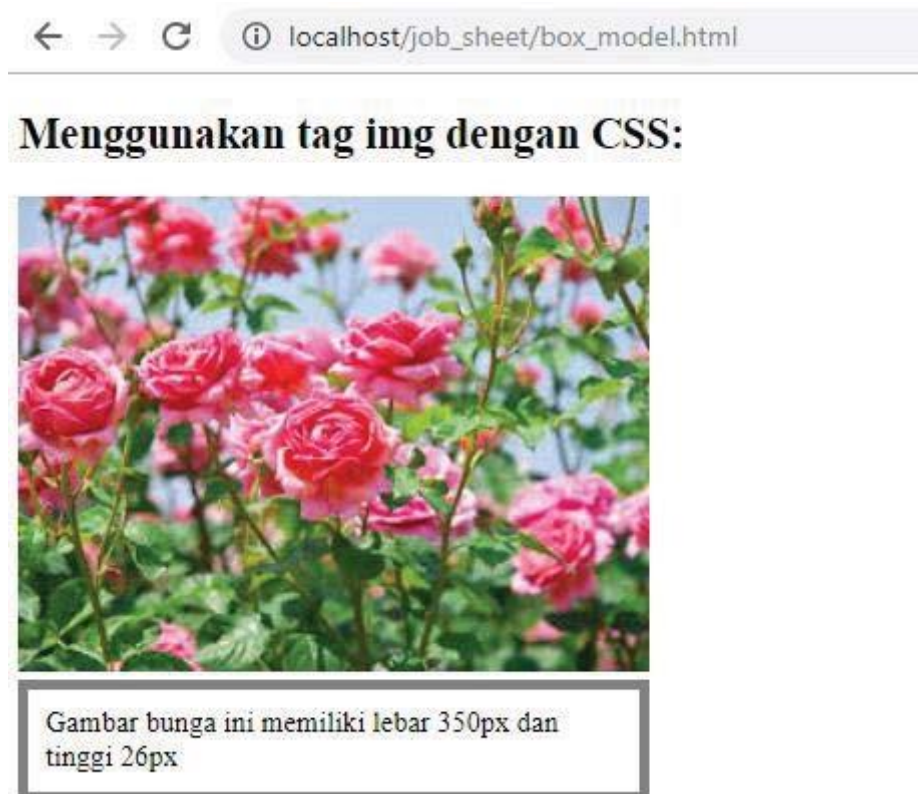 localhost/job_sheet/box_model.html
Menggunakan tag img dengan CSS:
Gambar bunga ini memiliki lebar 350px dan
tinggi 26px